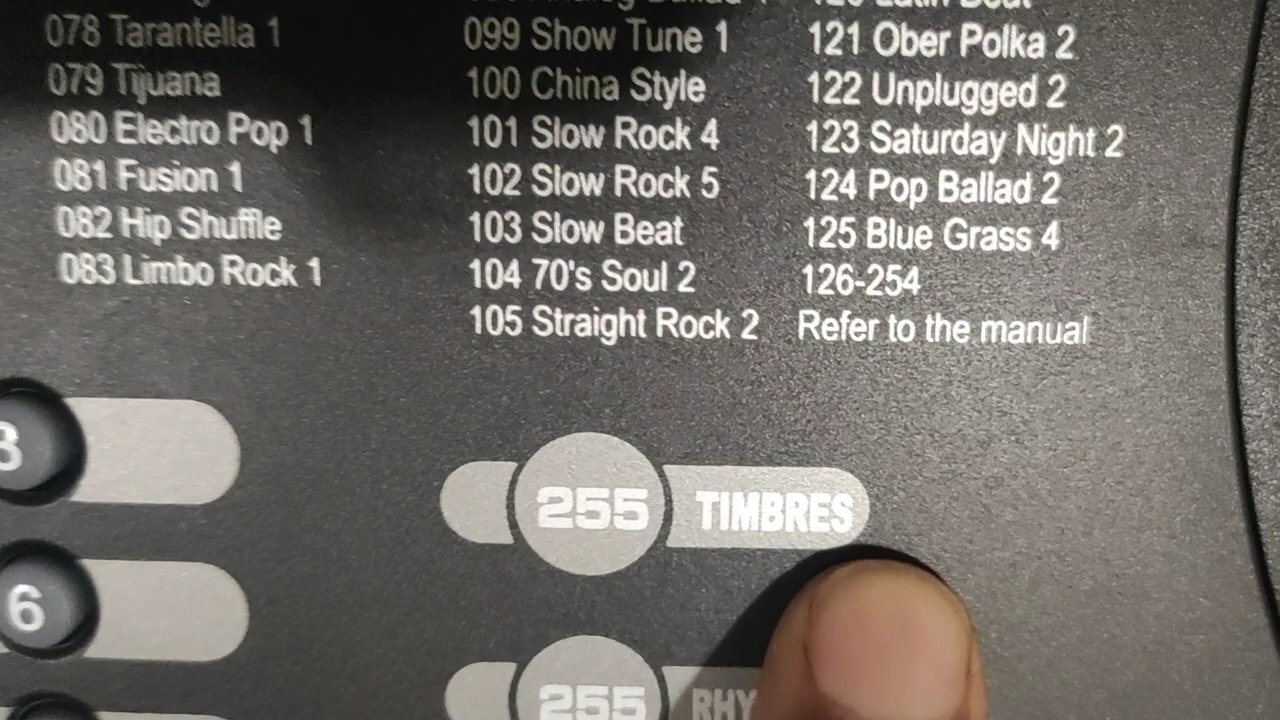 078 Tarantella 1
079 Tijuana
080 Electro Pop 1
081 Fusion 1
082 Hip Shuffle
083 Limbo Rock 1
099 Show Tune 1
100 China Style
101 Slow Rock 4
102 Slow Rock 5
103 Slow Beat
104 70's Soul 2
105 Straight Rock 2
121 Ober Polka 2
122 Unplugged 2
123 Saturday Night 2
124 Pop Ballad 2
125 Blue Grass 4
126-254
Refer to the manual
3
255 TIMBRES
6
255 RHY